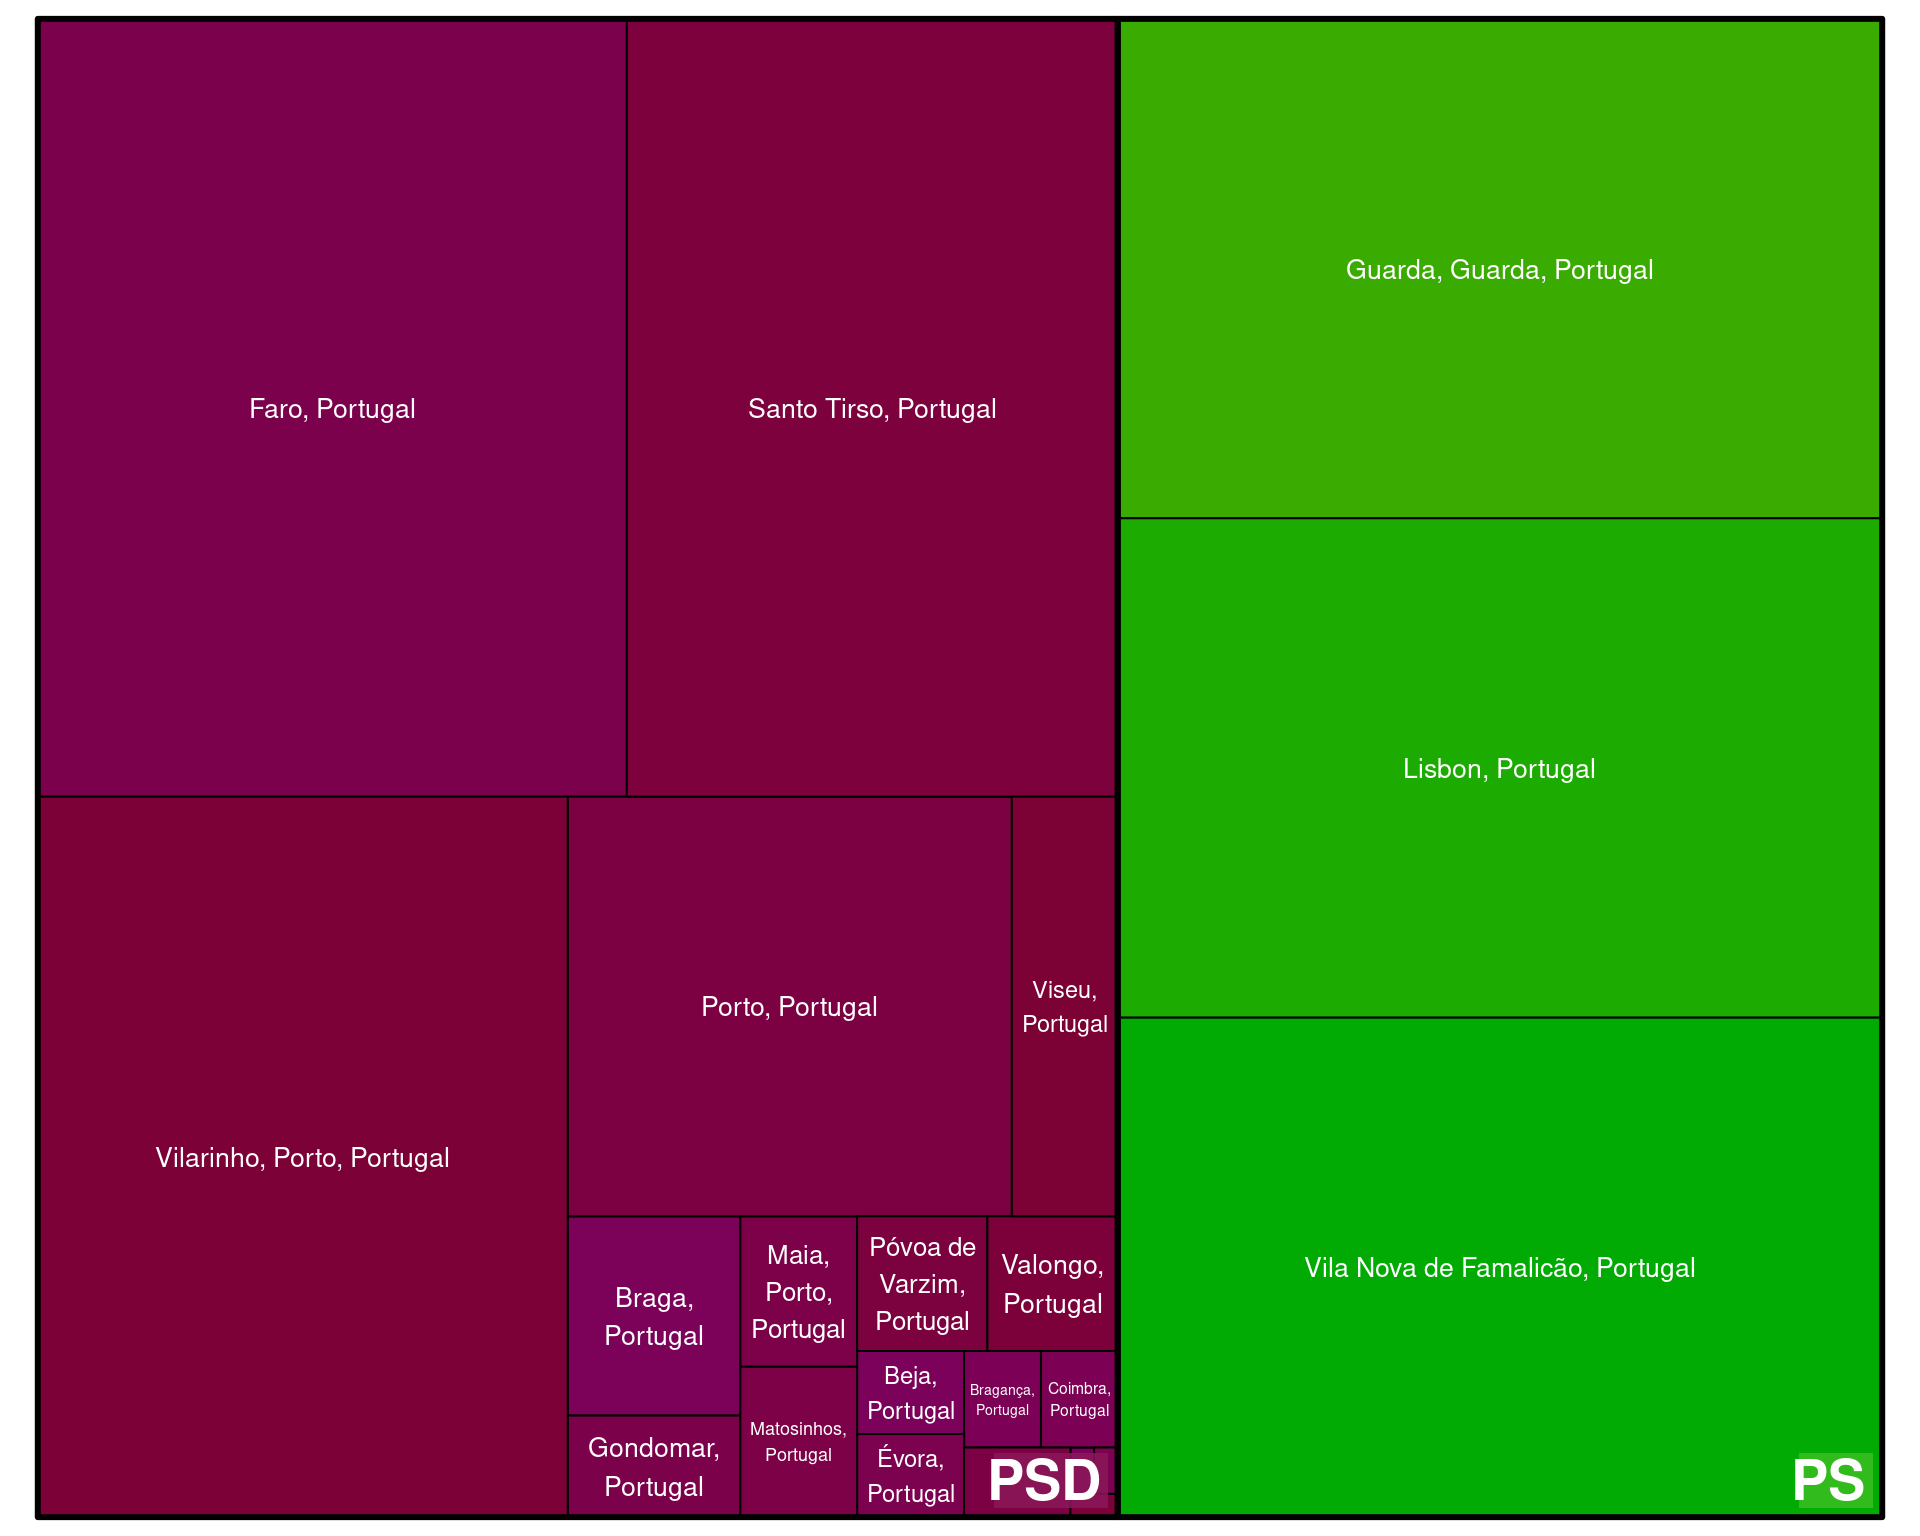 Faro, Portugal
Santo Tirso, Portugal
Guarda, Guarda, Portugal
Lisbon, Portugal
Vila Nova de Famalicão, Portugal
Vilarinho, Porto, Portugal
Porto, Portugal
Viseu,
Portugal
Braga,
Portugal
Maia,
Porto,
Portugal
Póvoa de
Varzim,
Portugal
Valongo,
Portugal
Gondomar,
Portugal
Matosinhos,
Portugal
Beja,
Portugal
Bragança,
Portugal
Coimbra,
Portugal
Évora,
Portugal
PSD
PS